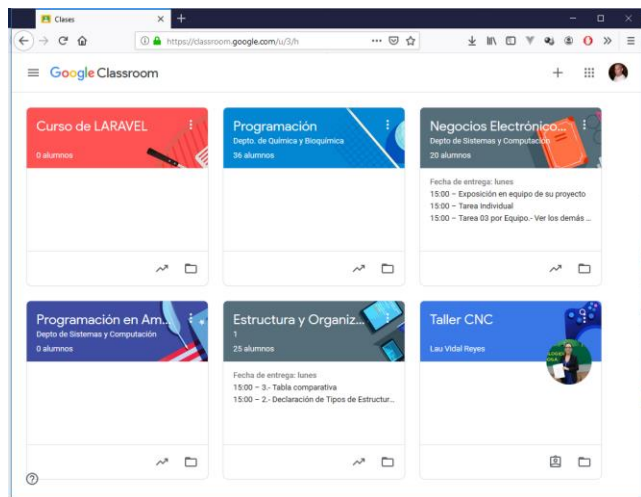 Clases
https://classroom.google.com/u/3/h
Google Classroom
Curso de LARAVEL
0 alumnos
Programación
Depto. de Química y Bioquímica
36 alumnos
Negocios Electrónico...
Depto de Sistemas y Computación
20 alumnos
Fecha de entrega: lunes
15:00 – Exposición en equipo de su proyecto
15:00 – Tarea Individual
15:00 – Tarea 03 por Equipo.- Ver los demás ...
Programación en Am...
Depto de Sistemas y Computación
0 alumnos
Estructura y Organiz...
1
25 alumnos
Fecha de entrega: lunes
15:00 – 3.- Tabla comparativa
15:00 – 2.- Declaración de Tipos de Estructur...
Taller CNC
Lau Vidal Reyes